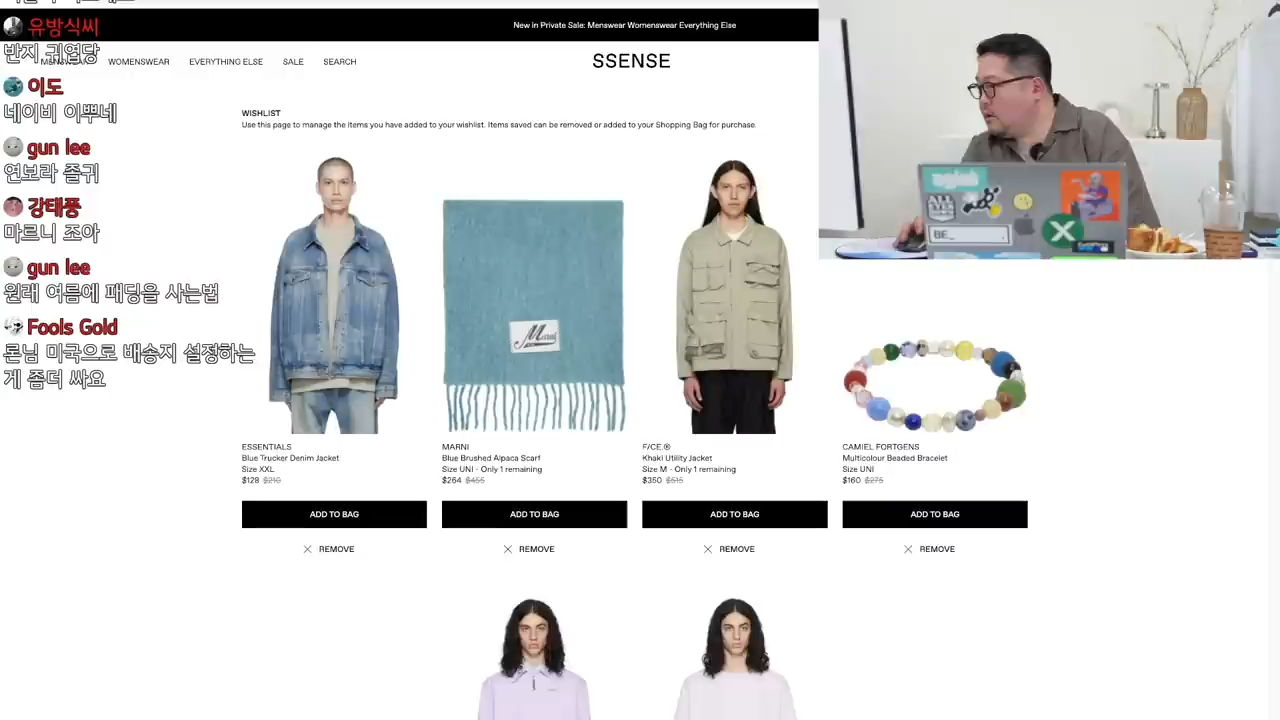 New in Private Sale: Menswear Womenswear Everything Else
WOMENSWEAR
EVERYTHING ELSE
SALE
SEARCH
SSENSE
유방식씨
반지 귀엽당
이도
네이비 이뿌네
gun lee
연보라 졸귀
강태풍
마르니 조아
gun lee
원래 여름에 패딩을 사는법
Fools Gold
론님 미국으로 배송지 설정하는
게 좀더 싸요
WISHLIST
Use this page to manage the items you have added to your wishlist. Items saved can be removed or added to your Shopping Bag for purchase.
BE_
Marni
ESSENTIALS
Blue Trucker Denim Jacket
Size XXL
$128 $210
ADD TO BAG
REMOVE
MARNI
Blue Brushed Alpaca Scarf
Size UNI - Only 1 remaining
$264 $455
ADD TO BAG
REMOVE
F/CE.®
Khaki Utility Jacket
Size M - Only 1 remaining
$350 $515
ADD TO BAG
REMOVE
CAMIEL FORTGENS
Multicolour Beaded Bracelet
Size UNI
$160 $275
ADD TO BAG
REMOVE